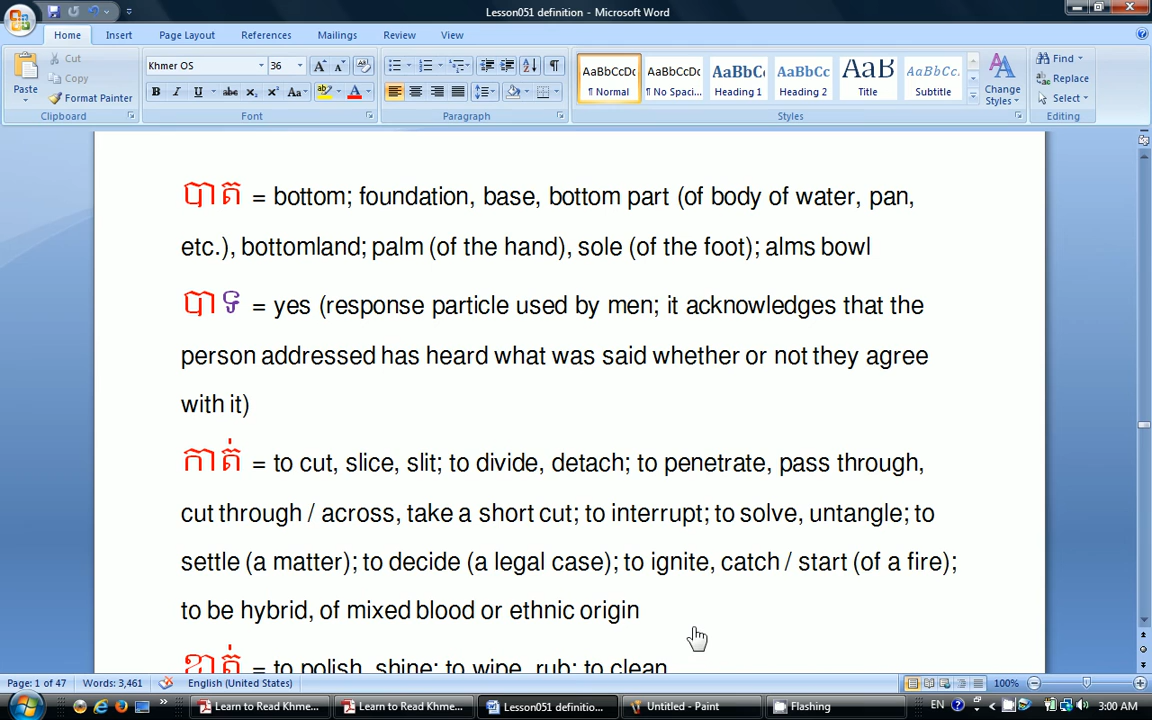 Lesson051 definition - Microsoft Word
Home Insert Page Layout References Mailings Review View
Paste
Cut
Copy
Format Painter
Clipboard
Khmer OS 36
Font
Paragraph
AaBbCcDc AaBbCcDc AaBbC AaBbCc AaB AaBbCc.
¶ Normal ¶ No Spaci... Heading 1 Heading 2 Title Subtitle
Change Styles
Styles
Find
Replace
Select
Editing
បាត = bottom; foundation, base, bottom part (of body of water, pan,
etc.), bottomland; palm (of the hand), sole (of the foot); alms bowl
បាទ = yes (response particle used by men; it acknowledges that the
person addressed has heard what was said whether or not they agree
with it)
កាត់ = to cut, slice, slit; to divide, detach; to penetrate, pass through,
cut through / across, take a short cut; to interrupt; to solve, untangle; to
settle (a matter); to decide (a legal case); to ignite, catch / start (of a fire);
to be hybrid, of mixed blood or ethnic origin
ខាត់ = to polish, shine; to wipe, rub; to clean
Page: 1 of 47 Words: 3,461 English (United States) 100%
Learn to Read Khme... Learn to Read Khme... Lesson051 definitio... Untitled - Paint Flashing EN 3:00 AM